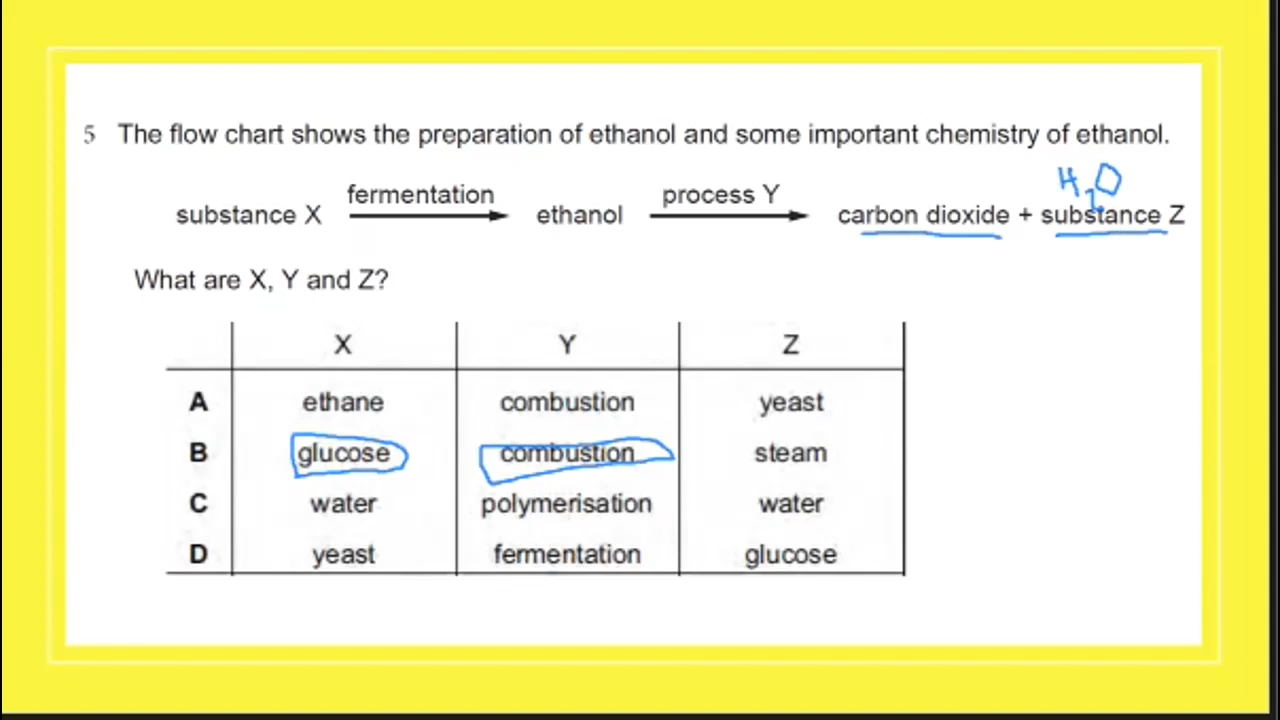 5 The flow chart shows the preparation of ethanol and some important chemistry of ethanol.
H2O
fermentation process Y
substance X ethanol carbon dioxide + substance Z
What are X, Y and Z?
X Y Z
A ethane combustion yeast
B glucose combustion steam
C water polymerisation water
D yeast fermentation glucose